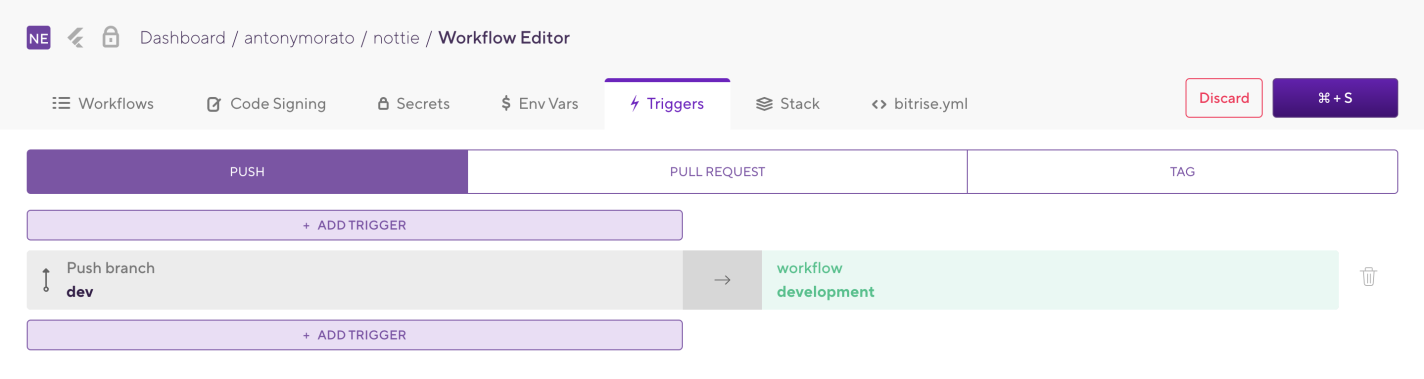 NE Dashboard / antonymorato / nottie / Workflow Editor
Workflows Code Signing Secrets $ Env Vars Triggers Stack <> bitrise.yml Discard ⌘ + S
PUSH PULL REQUEST TAG
+ ADD TRIGGER
Push branch workflow
dev → development
+ ADD TRIGGER